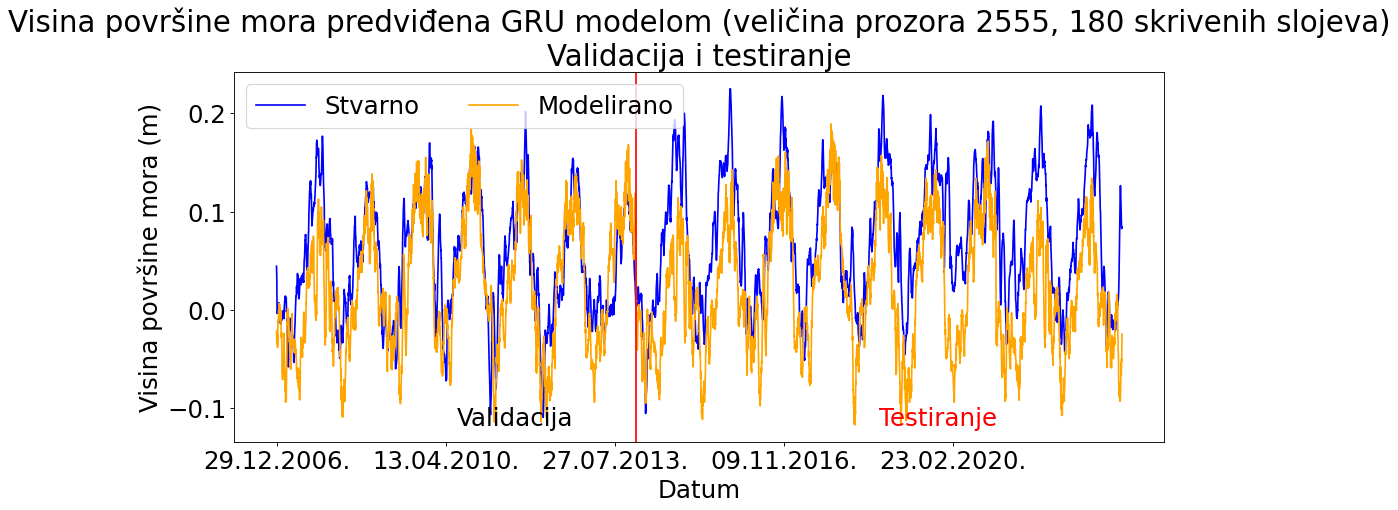 Visina površine mora predviđena GRU modelom (veličina prozora 2555, 180 skrivenih slojeva)
Validacija i testiranje
Stvarno
Modelirano
Visina površine mora (m)
0.2
0.1
0.0
−0.1
Validacija
Testiranje
29.12.2006.
13.04.2010.
27.07.2013.
09.11.2016.
23.02.2020.
Datum